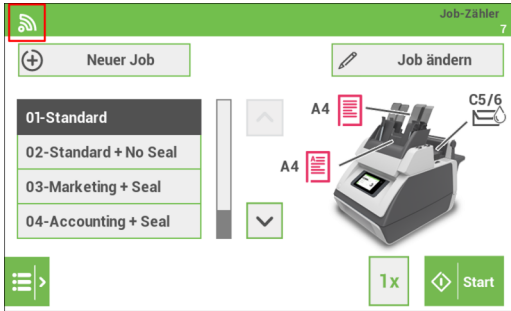 Job-Zähler
7
Neuer Job
Job ändern
01-Standard
02-Standard + No Seal
03-Marketing + Seal
04-Accounting + Seal
A4
C5/6
A4
1x
Start